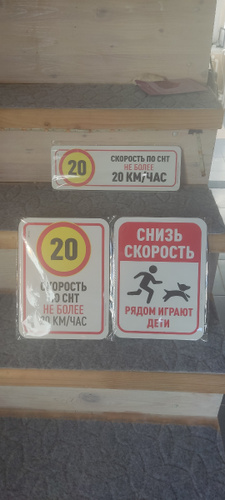 20
СКОРОСТЬ ПО СНТ
НЕ БОЛЕЕ
20 КМ/ЧАС
20
СКОРОСТЬ
ПО СНТ
НЕ БОЛЕЕ
20 КМ/ЧАС
СНИЗЬ
СКОРОСТЬ
РЯДОМ ИГРАЮТ
ДЕТИ